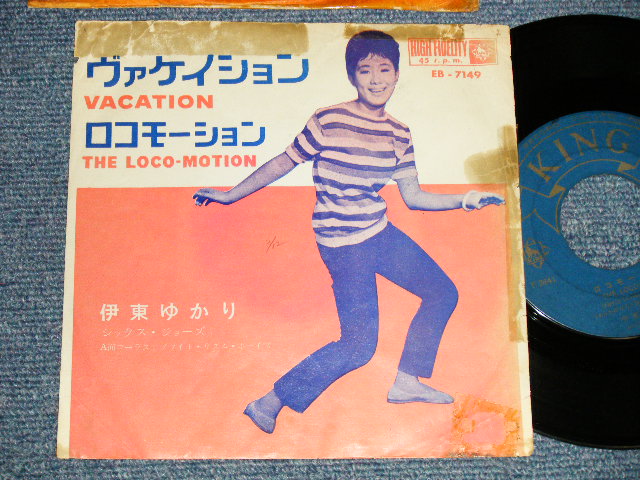 ヴァケイション
VACATION
ロコモーション
THE LOCO-MOTION
HIGH FIDELITY
45 r.p.m.
EB-7149
伊東ゆかり
シックス・ジョーズ
KING